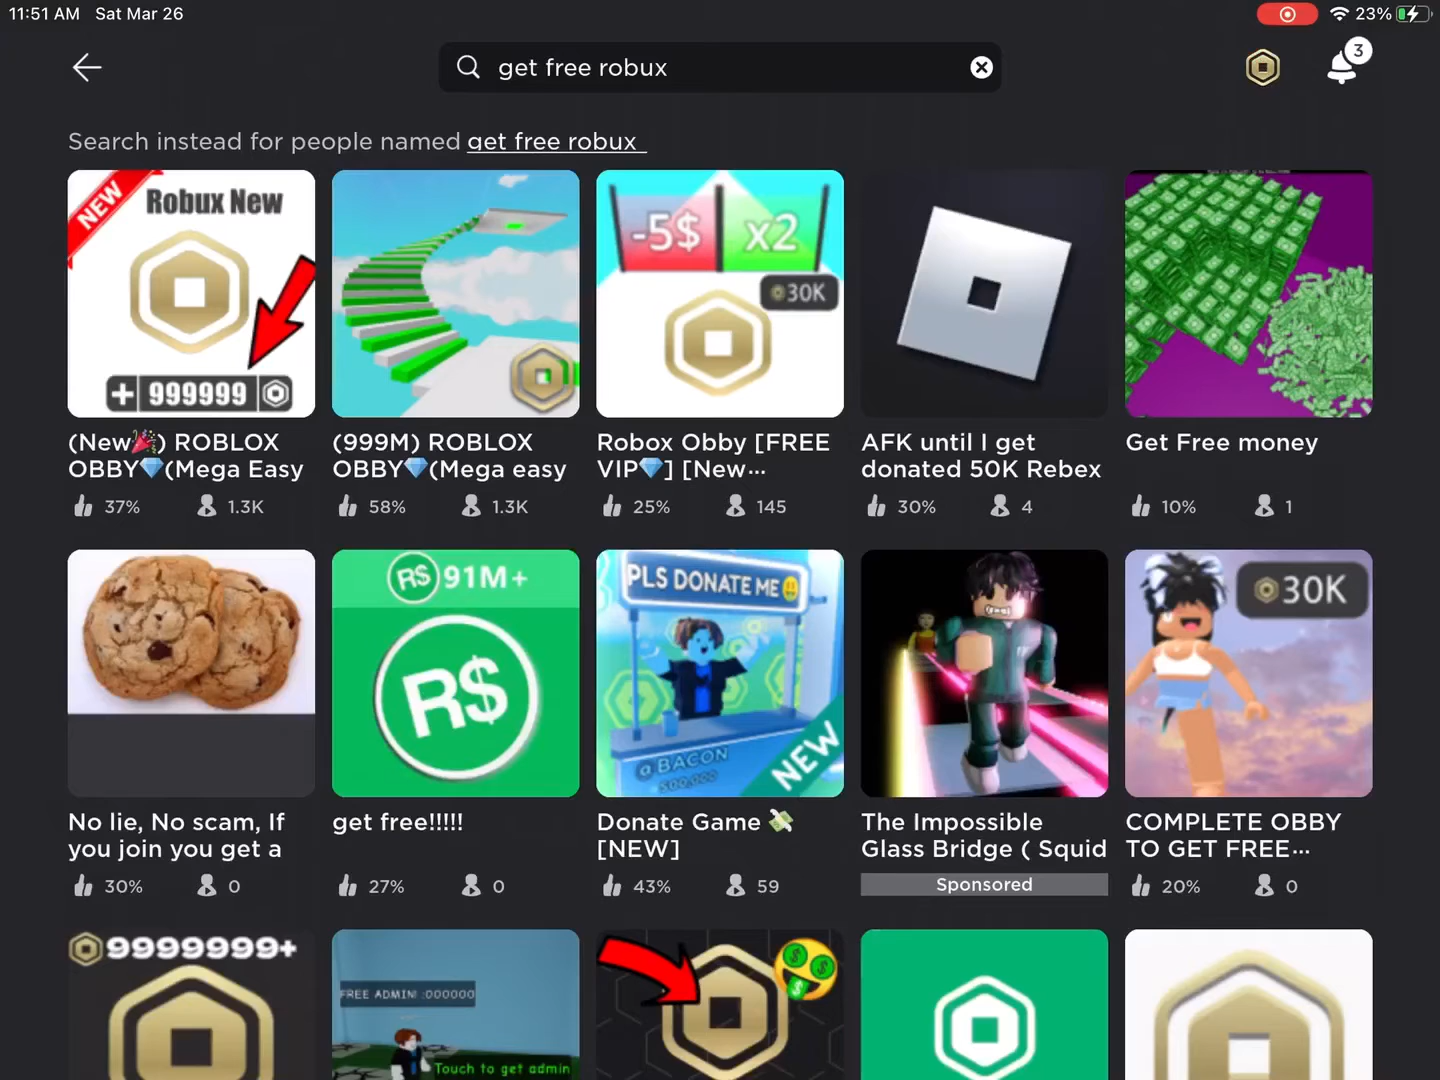 11:51 AM Sat Mar 26
23%
get free robux
3
Search instead for people named get free robux
NEW
Robux New
+ 999999
-5$
x2
30K
(New🎉) ROBLOX
OBBY💎(Mega Easy
37% 1.3K
(999M) ROBLOX
OBBY💎(Mega easy
58% 1.3K
Robox Obby [FREE
VIP💎] [New...
25% 145
AFK until I get
donated 50K Rebex
30% 4
Get Free money
10% 1
R$ 91M+
R$
PLS DONATE ME🤑
@BACON
500,000
NEW
30K
No lie, No scam, If
you join you get a
30% 0
get free!!!!!
27% 0
Donate Game 💸
[NEW]
43% 59
The Impossible
Glass Bridge ( Squid
Sponsored
COMPLETE OBBY
TO GET FREE...
20% 0
9999999+
FREE ADMIN! :000000
Touch to get admin